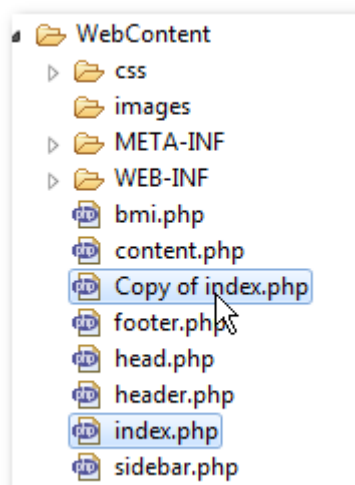 WebContent
css
images
META-INF
WEB-INF
bmi.php
content.php
Copy of index.php
footer.php
head.php
header.php
index.php
sidebar.php